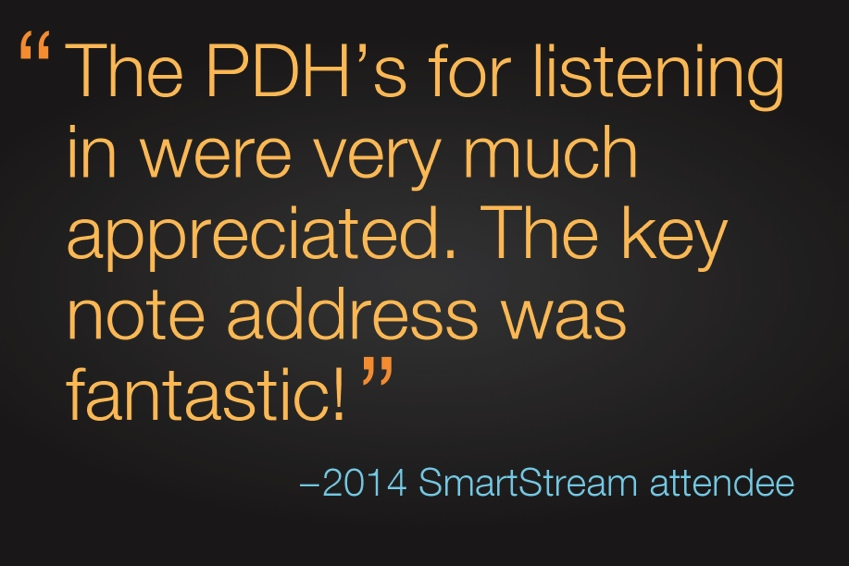 “The PDH’s for listening
in were very much
appreciated. The key
note address was
fantastic!”
–2014 SmartStream attendee